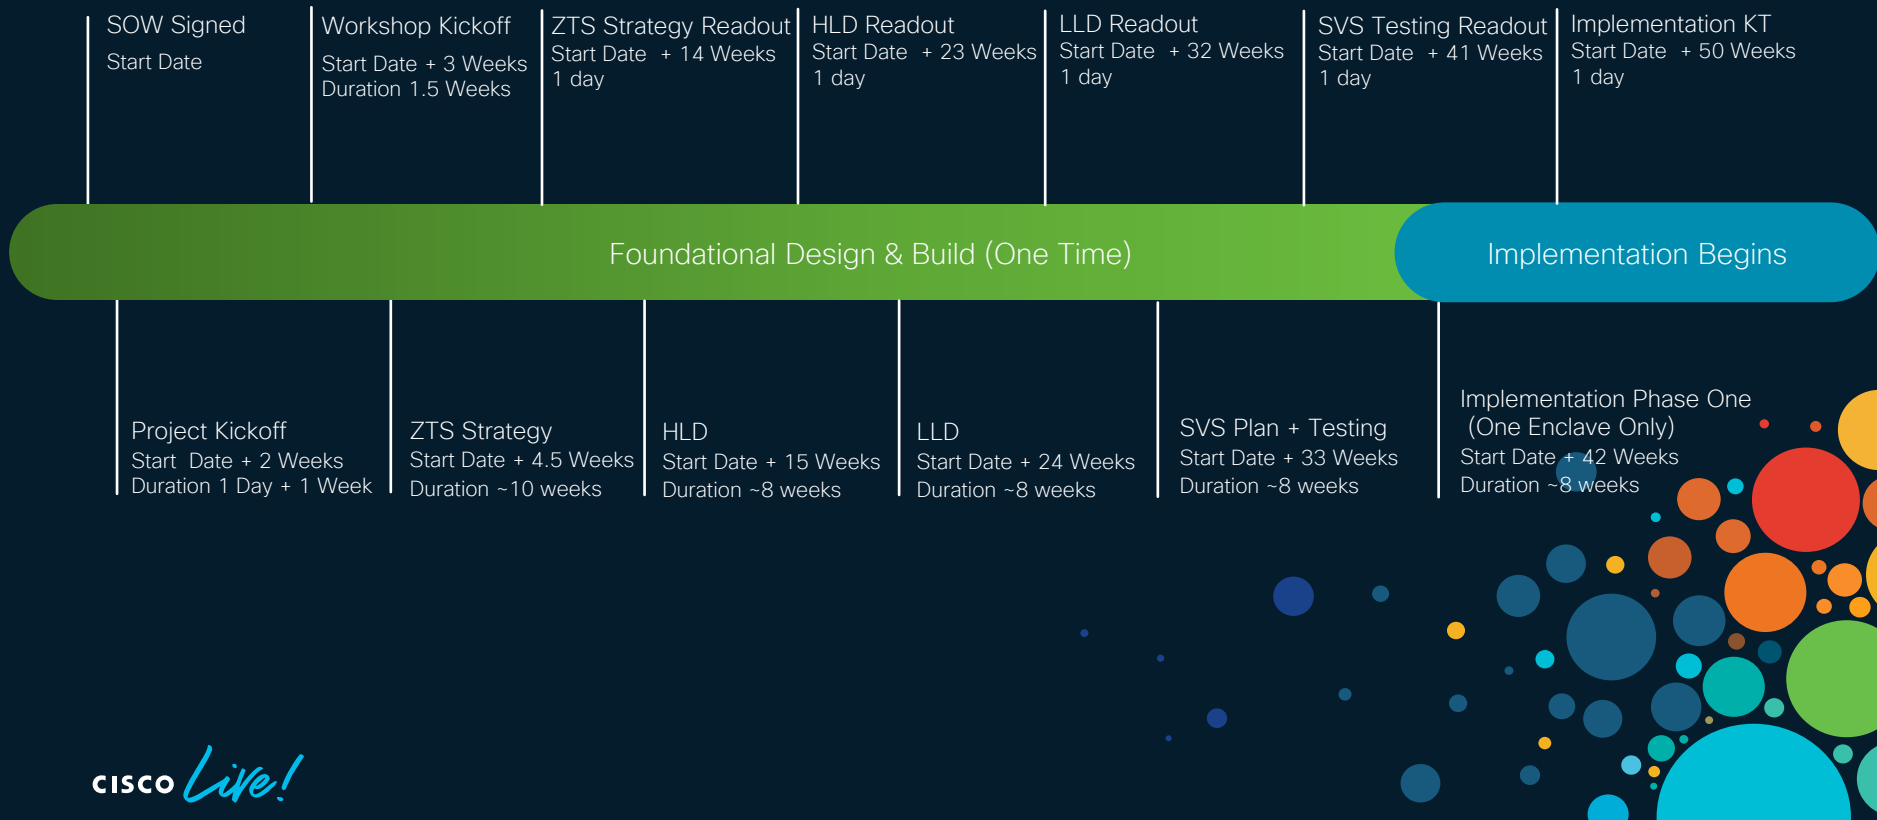 SOW Signed
Start Date
Workshop Kickoff
Start Date + 3 Weeks
Duration 1.5 Weeks
ZTS Strategy Readout
Start Date + 14 Weeks
1 day
HLD Readout
Start Date + 23 Weeks
1 day
LLD Readout
Start Date + 32 Weeks
1 day
SVS Testing Readout
Start Date + 41 Weeks
1 day
Implementation KT
Start Date + 50 Weeks
1 day
Foundational Design & Build (One Time)
Implementation Begins
Project Kickoff
Start Date + 2 Weeks
Duration 1 Day + 1 Week
ZTS Strategy
Start Date + 4.5 Weeks
Duration ~10 weeks
HLD
Start Date + 15 Weeks
Duration ~8 weeks
LLD
Start Date + 24 Weeks
Duration ~8 weeks
SVS Plan + Testing
Start Date + 33 Weeks
Duration ~8 weeks
Implementation Phase One
(One Enclave Only)
Start Date + 42 Weeks
Duration ~8 weeks
CISCO Live!